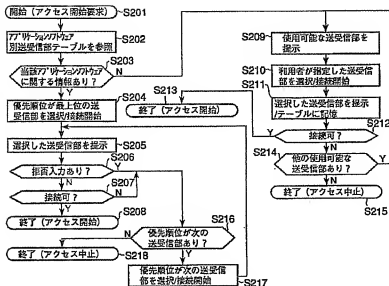 開始(アクセス開始要求)
S201
アプリケーションソフトウェア
別送受信部テーブルを参照
S202
S203
当該アプリケーションソフトウェア
に関する情報あり?
N
Y
優先順位が最上位の送
受信部を選択/接続開始
S204
選択した送受信部を提示
S205
S206
拒否入力あり?
Y
N
S207
接続可?
N
Y
S208
終了(アクセス開始)
S216
優先順位が次の
送受信部あり?
N
Y
終了(アクセス中止)
S218
優先順位が次の送受信
部を選択/接続開始
S217
S209
使用可能な送受信部を
提示
S210
利用者が指定した送受信
部を選択/接続開始
S211
選択した送受信部を提示
/テーブルに記憶
S213
終了(アクセス開始)
S212
接続可?
Y
N
S214
他の使用可能な
送受信部あり?
Y
N
終了(アクセス中止)
S215